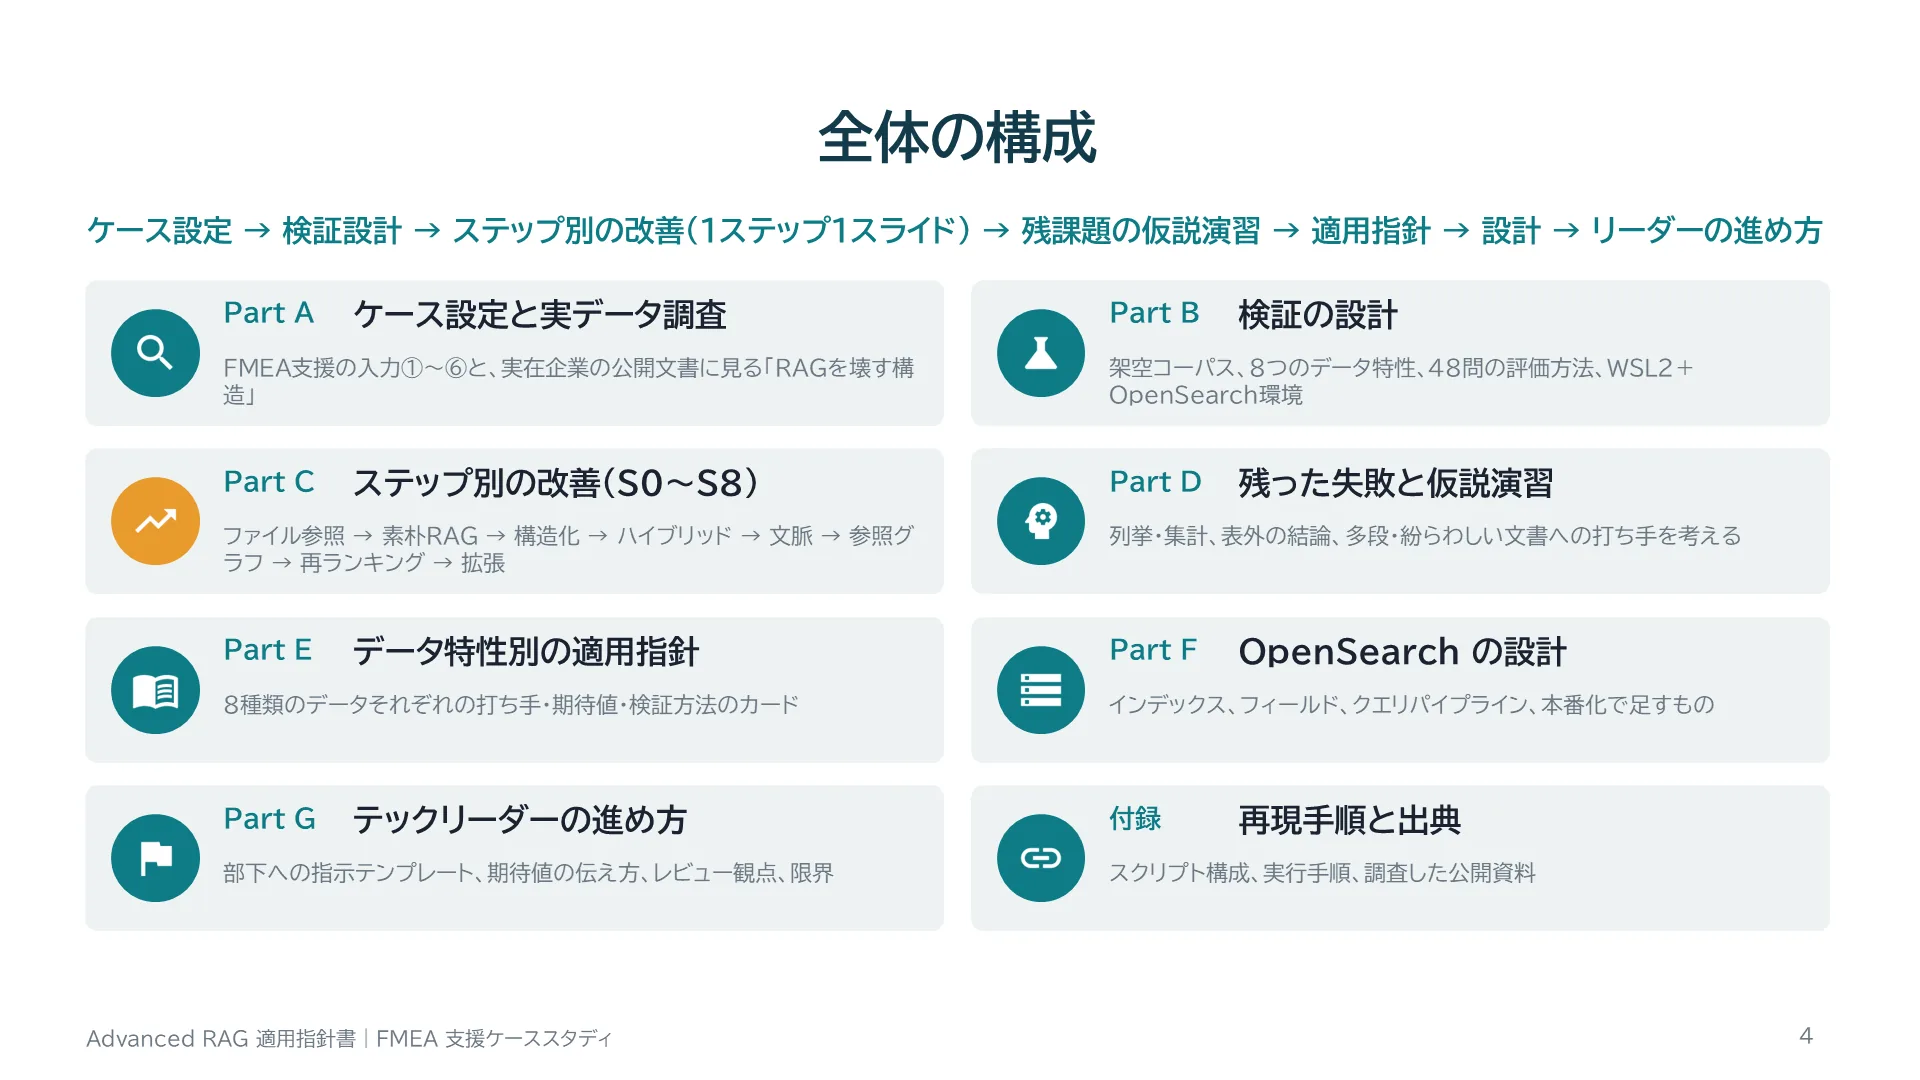 全体の構成
ケース設定 → 検証設計 → ステップ別の改善(1ステップ1スライド) → 残課題の仮説演習 → 適用指針 → 設計 → リーダーの進め方
Part A ケース設定と実データ調査
FMEA支援の入力①〜⑥と、実在企業の公開文書に見る「RAGを壊す構
造」
Part B 検証の設計
架空コーパス、8つのデータ特性、48問の評価方法、WSL2+
OpenSearch環境
Part C ステップ別の改善(S0〜S8)
ファイル参照 → 素朴RAG → 構造化 → ハイブリッド → 文脈 → 参照グ
ラフ → 再ランキング → 拡張
Part D 残った失敗と仮説演習
列挙・集計、表外の結論、多段・紛らわしい文書への打ち手を考える
Part E データ特性別の適用指針
8種類のデータそれぞれの打ち手・期待値・検証方法のカード
Part F OpenSearch の設計
インデックス、フィールド、クエリパイプライン、本番化で足すもの
Part G テックリーダーの進め方
部下への指示テンプレート、期待値の伝え方、レビュー観点、限界
付録 再現手順と出典
スクリプト構成、実行手順、調査した公開資料
Advanced RAG 適用指針書｜FMEA 支援ケーススタディ
4